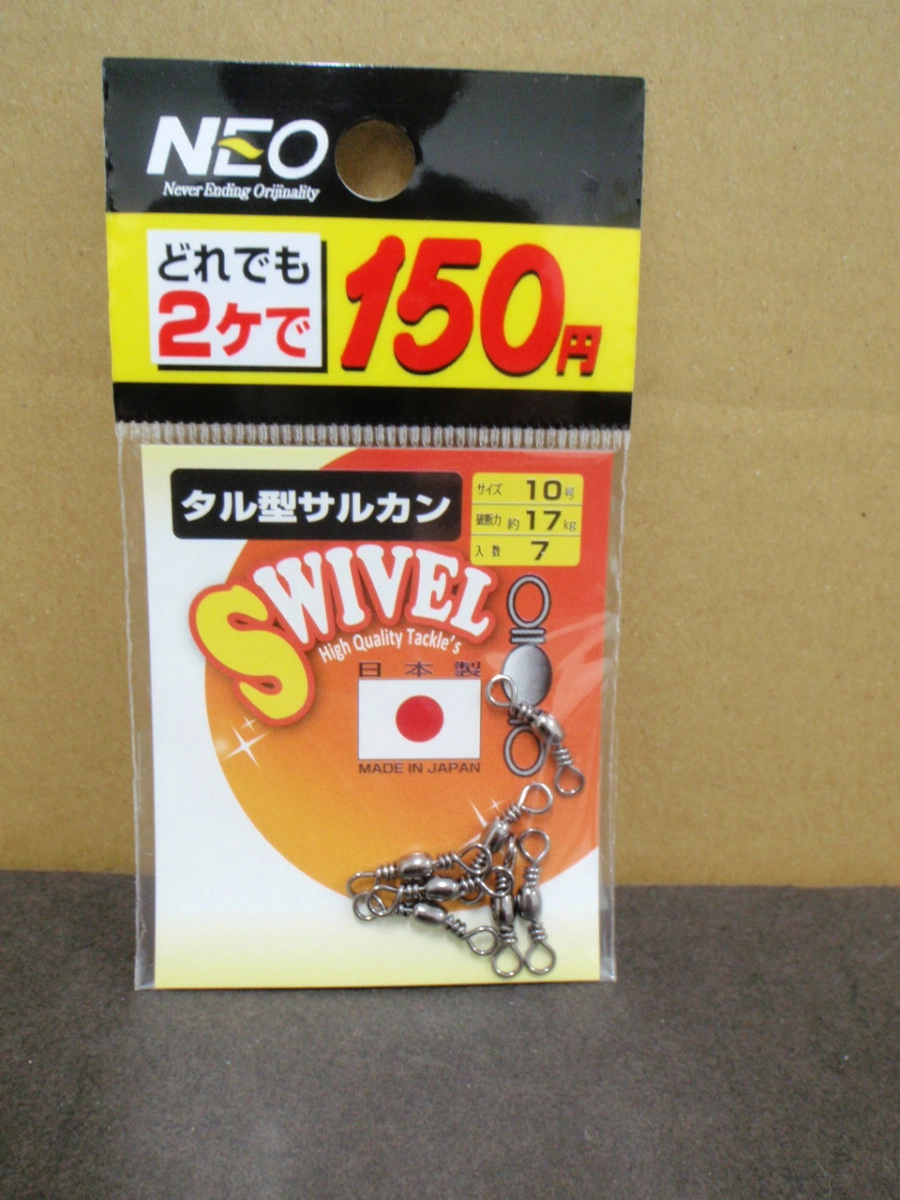 NEO
Never Ending Orijinality
どれでも
2ケで
150円
タル型サルカン
サイズ 10号
破断力 約17kg
入数 7
SWIVEL
High Quality Tackle's
日本製
MADE IN JAPAN